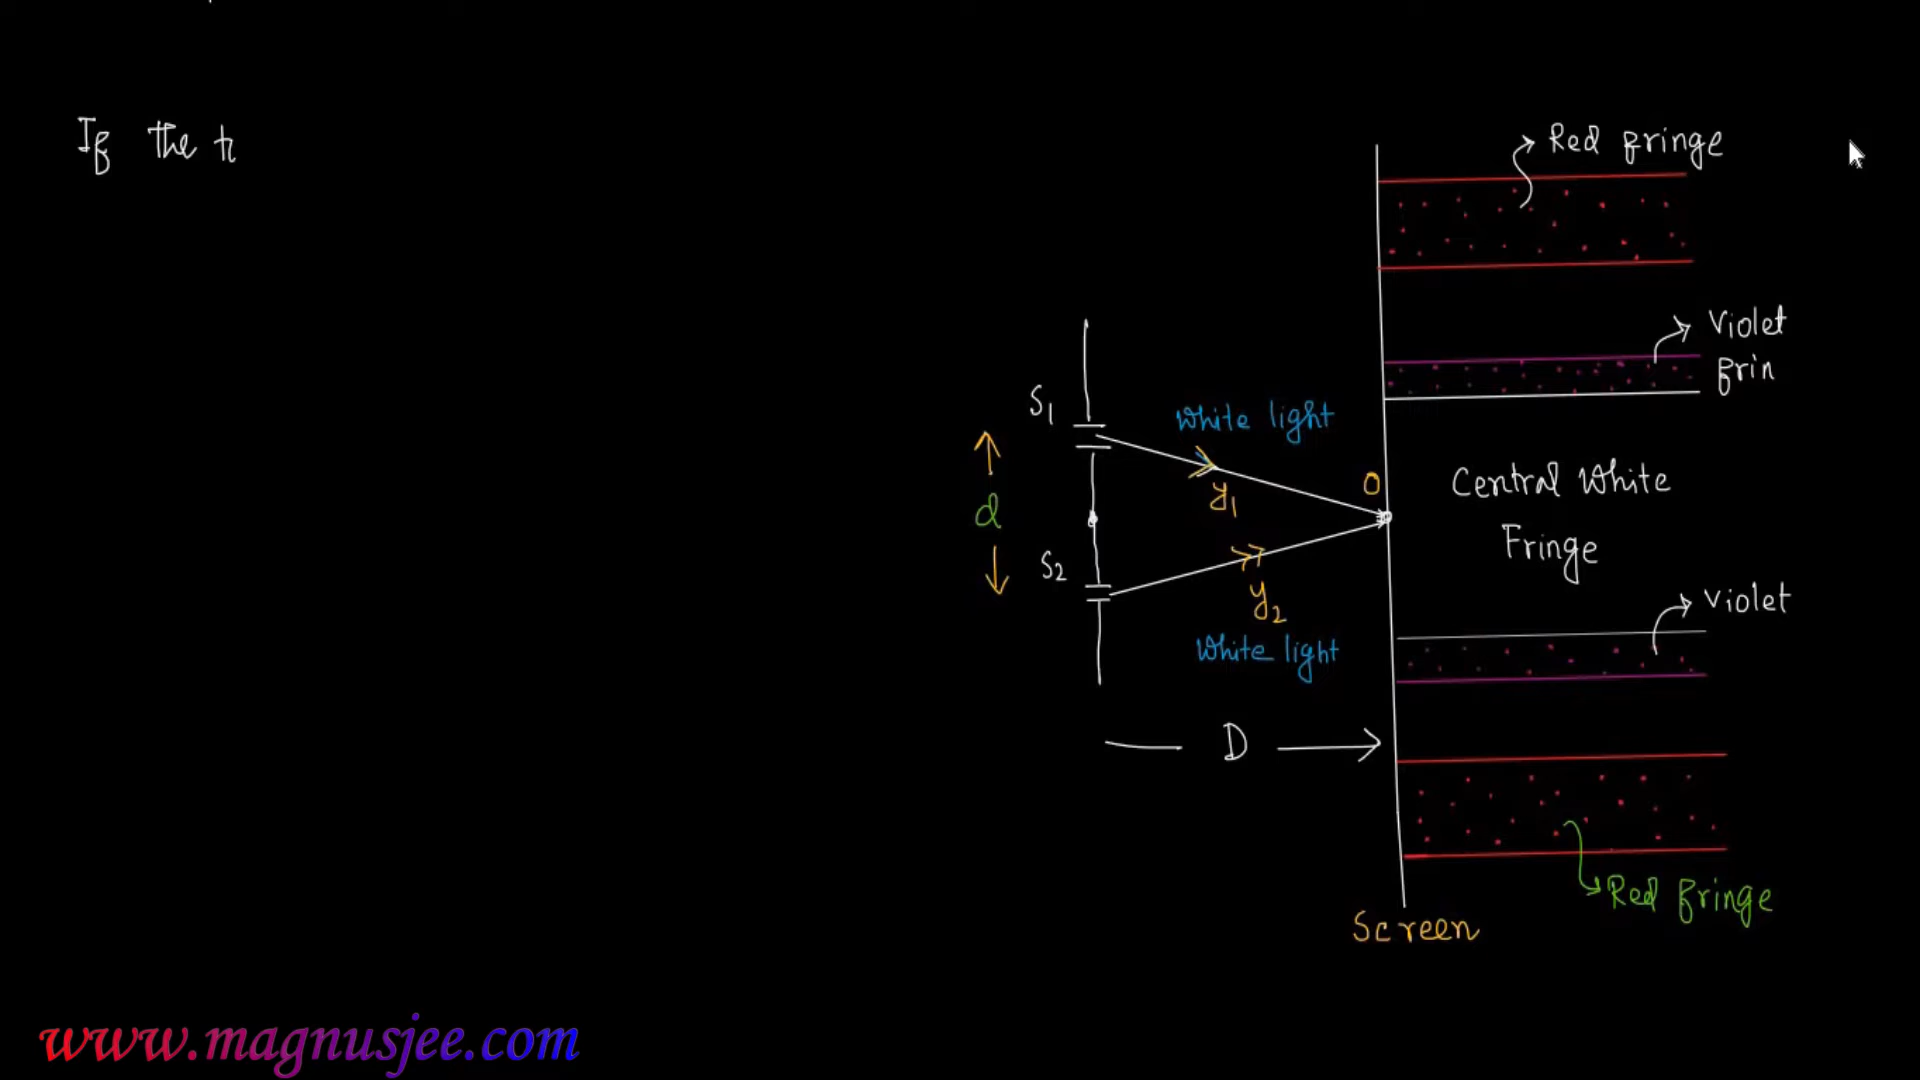 If the
Red fringe
Violet
frin
S1
White light
y1
O
d
Central White
Fringe
S2
y2
White light
Violet
D
Red fringe
Screen
www.magnusjee.com